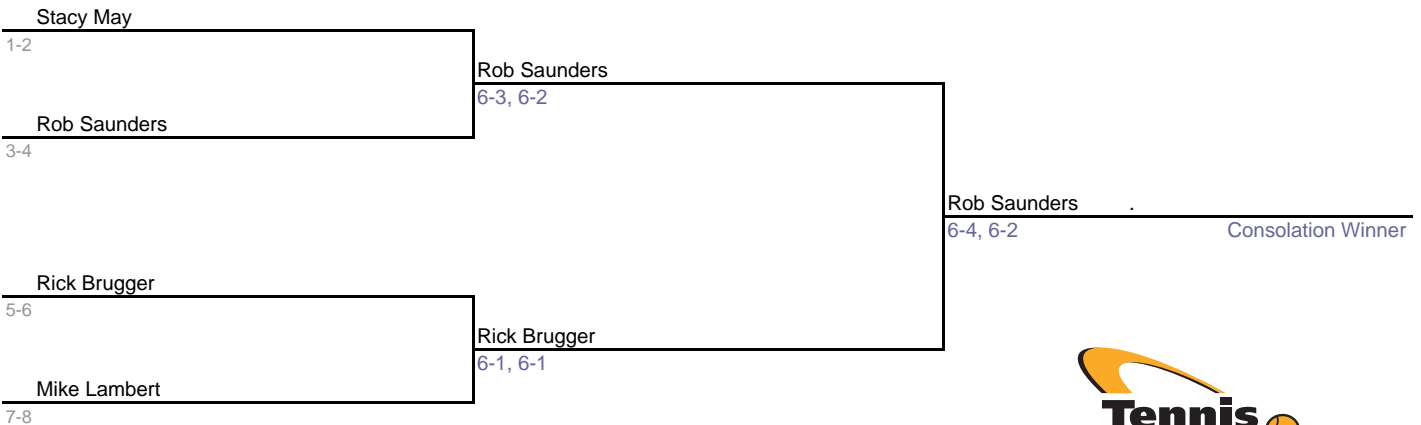 Stacy May
1-2
Rob Saunders
6-3, 6-2
Rob Saunders
3-4
Rob Saunders .
6-4, 6-2 Consolation Winner
Rick Brugger
5-6
Rick Brugger
6-1, 6-1
Mike Lambert
7-8
Tennis